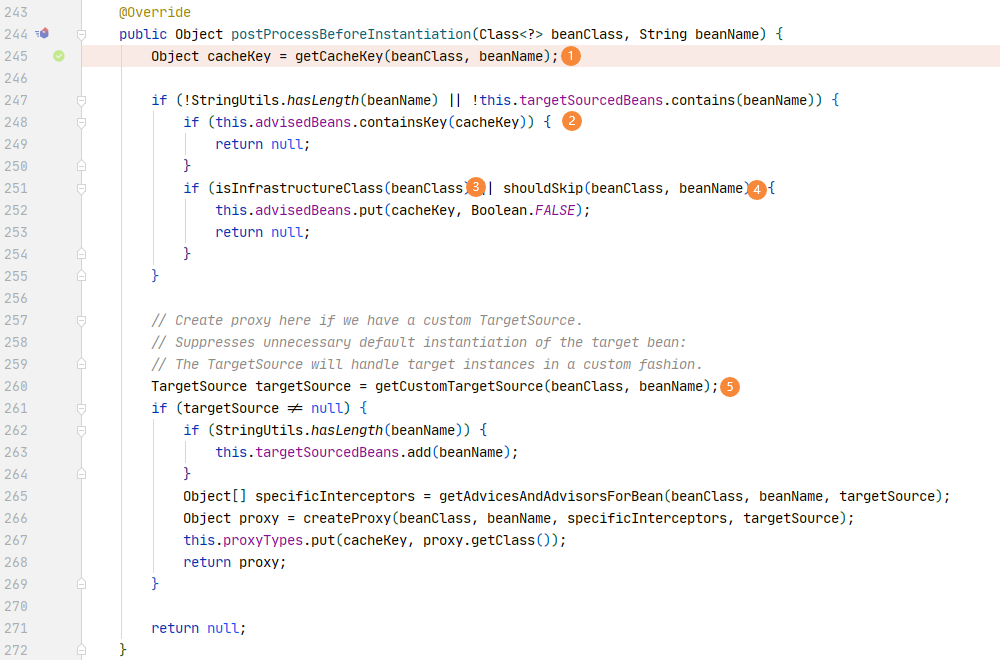 243 @Override
244 public Object postProcessBeforeInstantiation(Class<?> beanClass, String beanName) {
245 Object cacheKey = getCacheKey(beanClass, beanName); 1
246
247 if (!StringUtils.hasLength(beanName) || !this.targetSourcedBeans.contains(beanName)) {
248 if (this.advisedBeans.containsKey(cacheKey)) { 2
249 return null;
250 }
251 if (isInfrastructureClass(beanClass) 3 || shouldSkip(beanClass, beanName) 4 {
252 this.advisedBeans.put(cacheKey, Boolean.FALSE);
253 return null;
254 }
255 }
256
257 // Create proxy here if we have a custom TargetSource.
258 // Suppresses unnecessary default instantiation of the target bean:
259 // The TargetSource will handle target instances in a custom fashion.
260 TargetSource targetSource = getCustomTargetSource(beanClass, beanName); 5
261 if (targetSource ≠ null) {
262 if (StringUtils.hasLength(beanName)) {
263 this.targetSourcedBeans.add(beanName);
264 }
265 Object[] specificInterceptors = getAdvicesAndAdvisorsForBean(beanClass, beanName, targetSource);
266 Object proxy = createProxy(beanClass, beanName, specificInterceptors, targetSource);
267 this.proxyTypes.put(cacheKey, proxy.getClass());
268 return proxy;
269 }
270
271 return null;
272 }